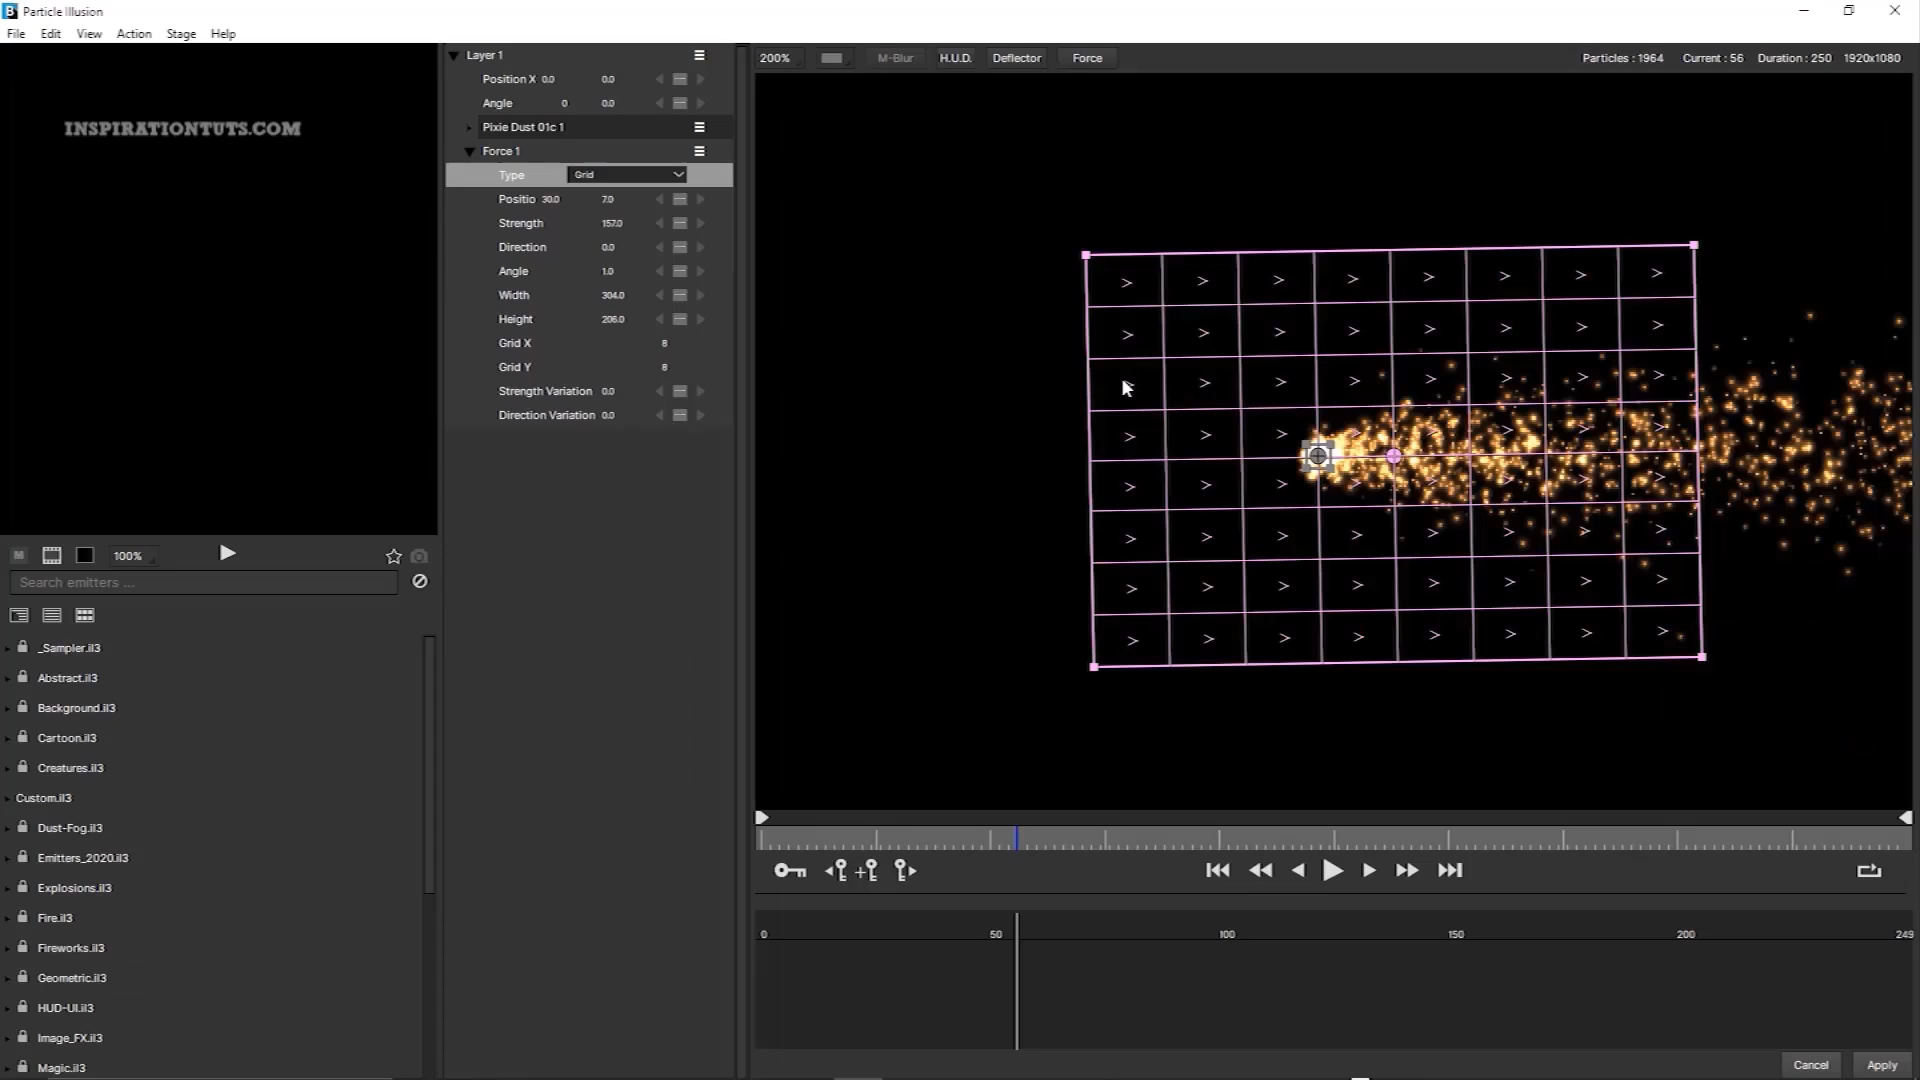 Particle Illusion
File Edit View Action Stage Help
INSPIRATIONTUTS.COM
M 100%
Search emitters ...
_Sampler.il3
Abstract.il3
Background.il3
Cartoon.il3
Creatures.il3
Custom.il3
Dust-Fog.il3
Emitters_2020.il3
Explosions.il3
Fire.il3
Fireworks.il3
Geometric.il3
HUD-UI.il3
Image_FX.il3
Magic.il3
Layer 1
Position X 0.0 0.0
Angle 0 0.0
Pixie Dust 01c 1
Force 1
Type Grid
Positio 30.0 7.0
Strength 157.0
Direction 0.0
Angle 1.0
Width 304.0
Height 206.0
Grid X 8
Grid Y 8
Strength Variation 0.0
Direction Variation 0.0
200% M-Blur H.U.D. Deflector Force Particles : 1964 Current : 56 Duration : 250 1920x1080
0 50 100 150 200 249
Cancel Apply